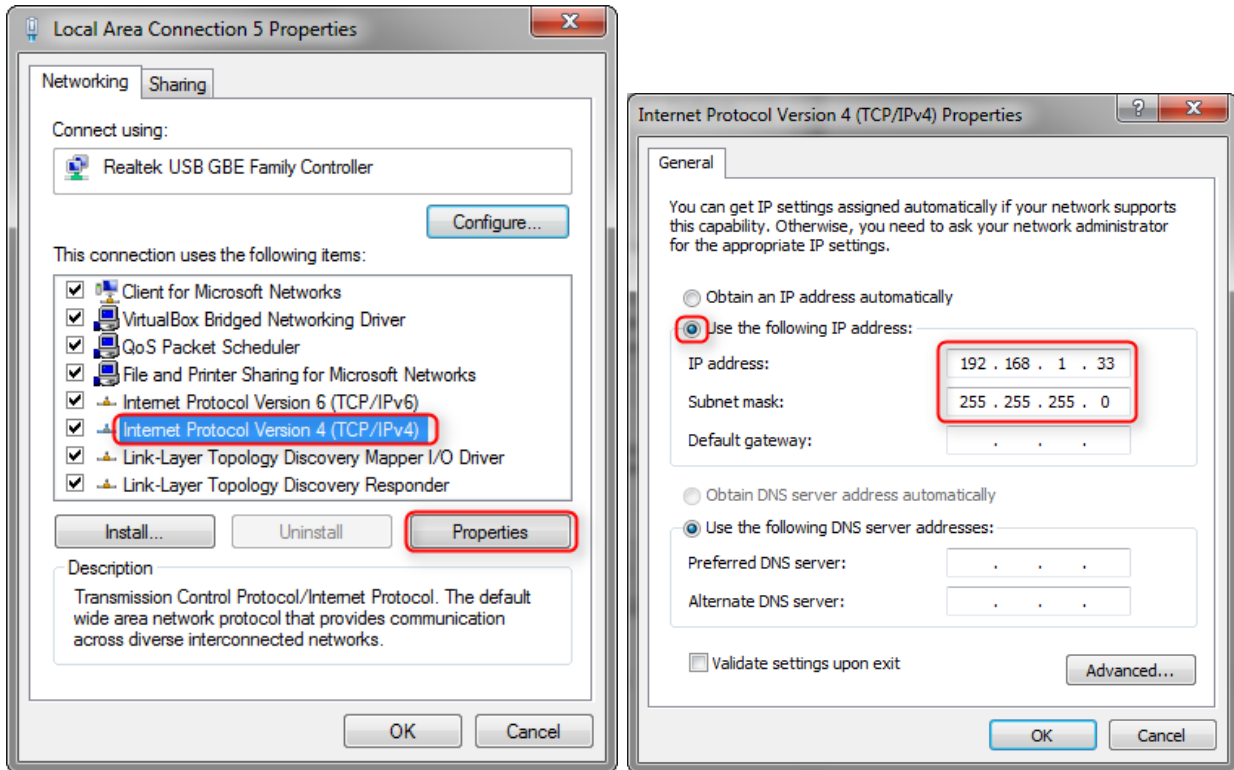 Local Area Connection 5 Properties
Networking
Sharing
Connect using:
Realtek USB GBE Family Controller
Configure...
This connection uses the following items:
Client for Microsoft Networks
VirtualBox Bridged Networking Driver
QoS Packet Scheduler
File and Printer Sharing for Microsoft Networks
Internet Protocol Version 6 (TCP/IPv6)
Internet Protocol Version 4 (TCP/IPv4)
Link-Layer Topology Discovery Mapper I/O Driver
Link-Layer Topology Discovery Responder
Install...
Uninstall
Properties
Description
Transmission Control Protocol/Internet Protocol. The default
wide area network protocol that provides communication
across diverse interconnected networks.
OK
Cancel
Internet Protocol Version 4 (TCP/IPv4) Properties
General
You can get IP settings assigned automatically if your network supports
this capability. Otherwise, you need to ask your network administrator
for the appropriate IP settings.
Obtain an IP address automatically
Use the following IP address:
IP address:
192 . 168 . 1 . 33
Subnet mask:
255 . 255 . 255 . 0
Default gateway:
. . .
Obtain DNS server address automatically
Use the following DNS server addresses:
Preferred DNS server:
. . .
Alternate DNS server:
. . .
Validate settings upon exit
Advanced...
OK
Cancel